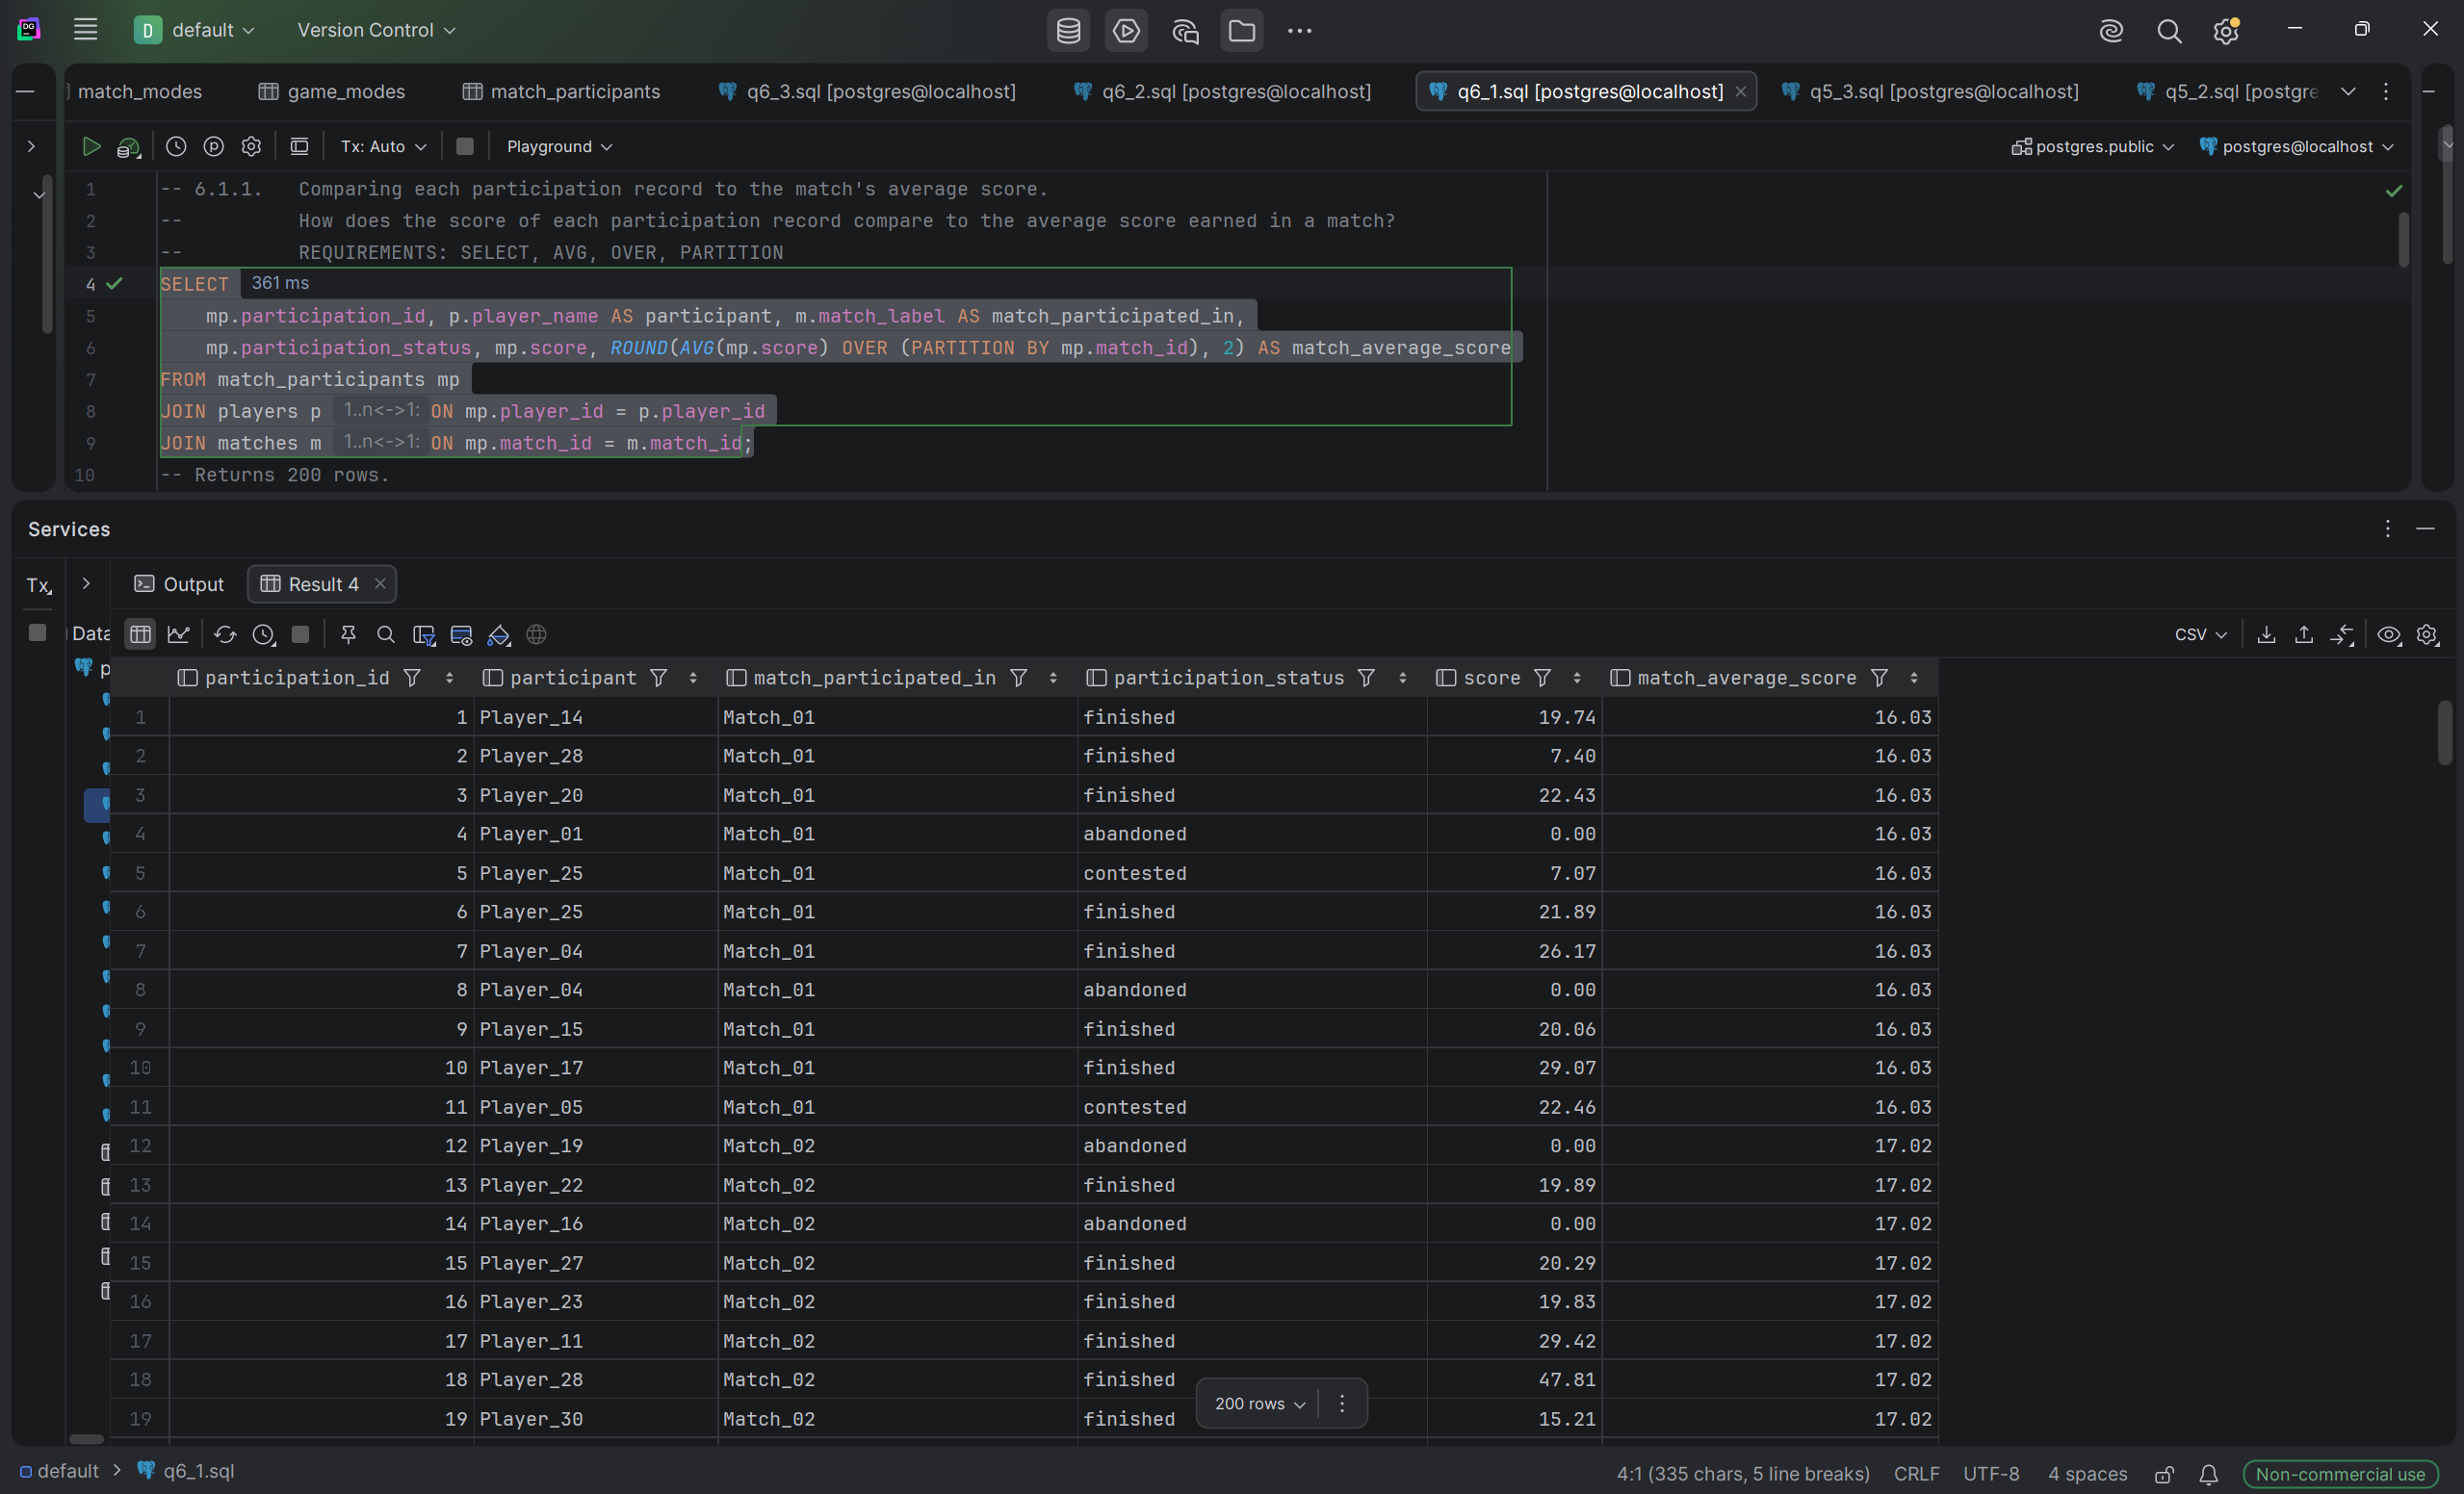 DG D default Version Control
match_modes game_modes match_participants q6_3.sql [postgres@localhost] q6_2.sql [postgres@localhost] q6_1.sql [postgres@localhost] q5_3.sql [postgres@localhost] q5_2.sql [postgre
Tx: Auto Playground postgres.public postgres@localhost
1 -- 6.1.1. Comparing each participation record to the match's average score.
2 -- How does the score of each participation record compare to the average score earned in a match?
3 -- REQUIREMENTS: SELECT, AVG, OVER, PARTITION
4 SELECT 361 ms
5 mp.participation_id, p.player_name AS participant, m.match_label AS match_participated_in,
6 mp.participation_status, mp.score, ROUND(AVG(mp.score) OVER (PARTITION BY mp.match_id), 2) AS match_average_score
7 FROM match_participants mp
8 JOIN players p 1..n<->1: ON mp.player_id = p.player_id
9 JOIN matches m 1..n<->1: ON mp.match_id = m.match_id;
10 -- Returns 200 rows.
Services
Tx Output Result 4
Data CSV
p participation_id participant match_participated_in participation_status score match_average_score
1 1 Player_14 Match_01 finished 19.74 16.03
2 2 Player_28 Match_01 finished 7.40 16.03
3 3 Player_20 Match_01 finished 22.43 16.03
4 4 Player_01 Match_01 abandoned 0.00 16.03
5 5 Player_25 Match_01 contested 7.07 16.03
6 6 Player_25 Match_01 finished 21.89 16.03
7 7 Player_04 Match_01 finished 26.17 16.03
8 8 Player_04 Match_01 abandoned 0.00 16.03
9 9 Player_15 Match_01 finished 20.06 16.03
10 10 Player_17 Match_01 finished 29.07 16.03
11 11 Player_05 Match_01 contested 22.46 16.03
12 12 Player_19 Match_02 abandoned 0.00 17.02
13 13 Player_22 Match_02 finished 19.89 17.02
14 14 Player_16 Match_02 abandoned 0.00 17.02
15 15 Player_27 Match_02 finished 20.29 17.02
16 16 Player_23 Match_02 finished 19.83 17.02
17 17 Player_11 Match_02 finished 29.42 17.02
18 18 Player_28 Match_02 finished 47.81 17.02
19 19 Player_30 Match_02 finished 15.21 17.02
200 rows
default q6_1.sql 4:1 (335 chars, 5 line breaks) CRLF UTF-8 4 spaces Non-commercial use